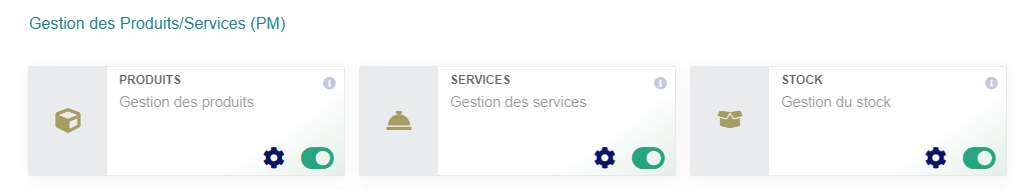 Gestion des Produits/Services (PM)
PRODUITS
Gestion des produits
SERVICES
Gestion des services
STOCK
Gestion du stock